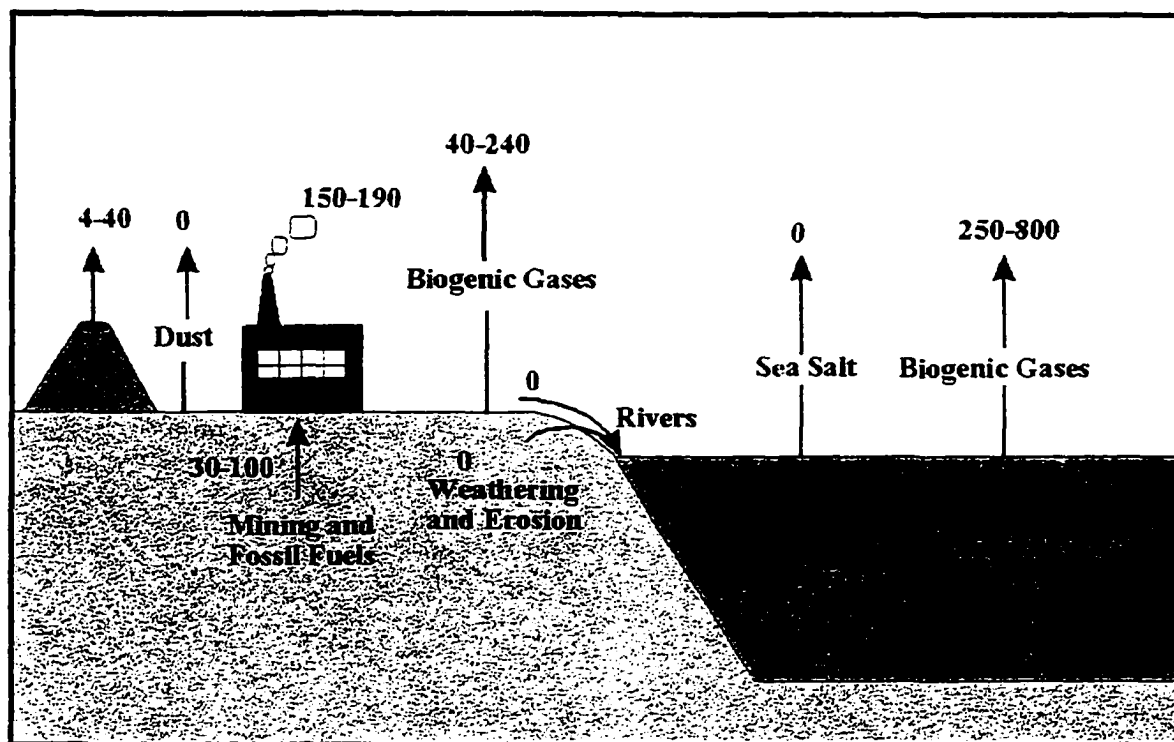 40-240
150-190
4-40
0
0
250-800
Biogenic Gases
Dust
Sea Salt
Biogenic Gases
0
Rivers
30-100
0
Weathering
and Erosion
Mining and
Fossil Fuels